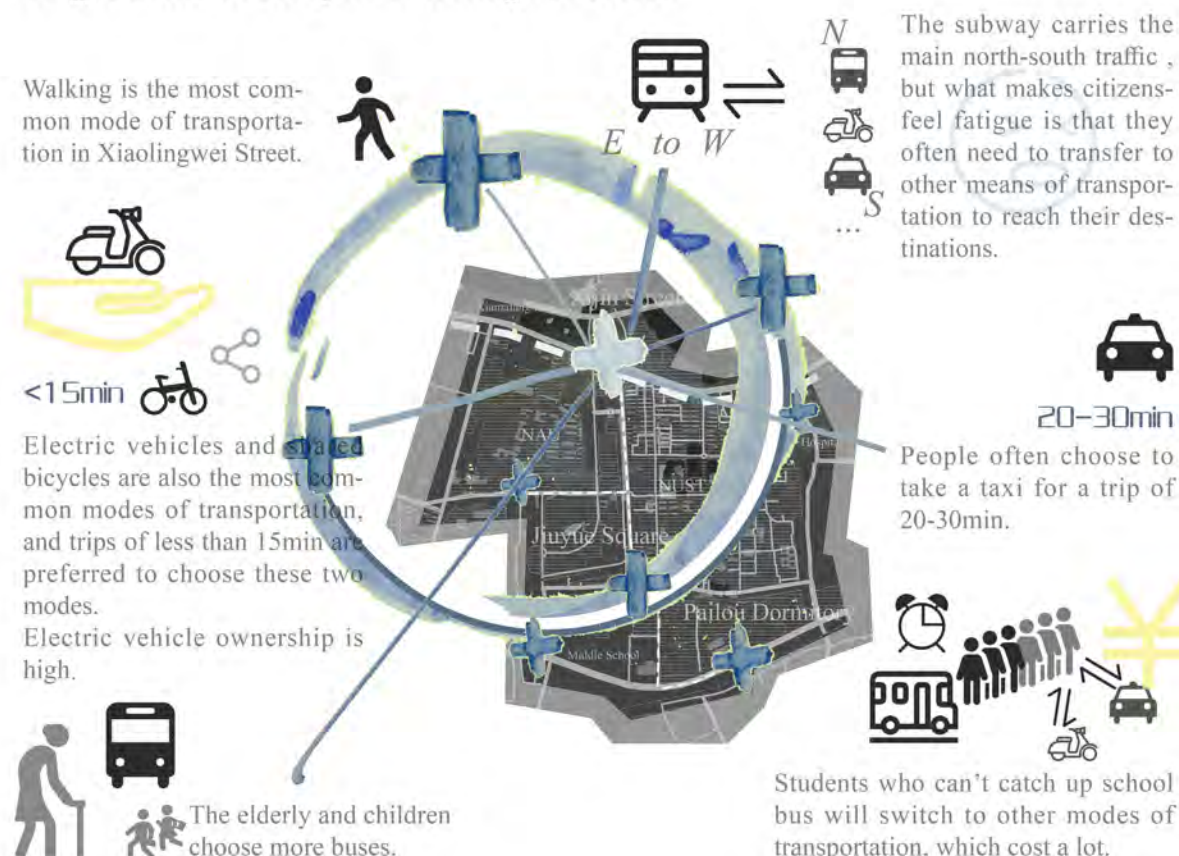 Walking is the most com-
mon mode of transporta-
tion in Xiaolingwei Street.
E to W
N
S
...
The subway carries the
main north-south traffic ,
but what makes citizens-
feel fatigue is that they
often need to transfer to
other means of transpor-
tation to reach their des-
tinations.
<15min
Electric vehicles and shared
bicycles are also the most com-
mon modes of transportation,
and trips of less than 15min are
preferred to choose these two
modes.
Electric vehicle ownership is
high.
20-30min
People often choose to
take a taxi for a trip of
20-30min.
Street
NAU
Hospital
NUST
Jiuyue Square
Pailou Dormitory
Middle School
¥
The elderly and children
choose more buses.
Students who can't catch up school
bus will switch to other modes of
transportation, which cost a lot.